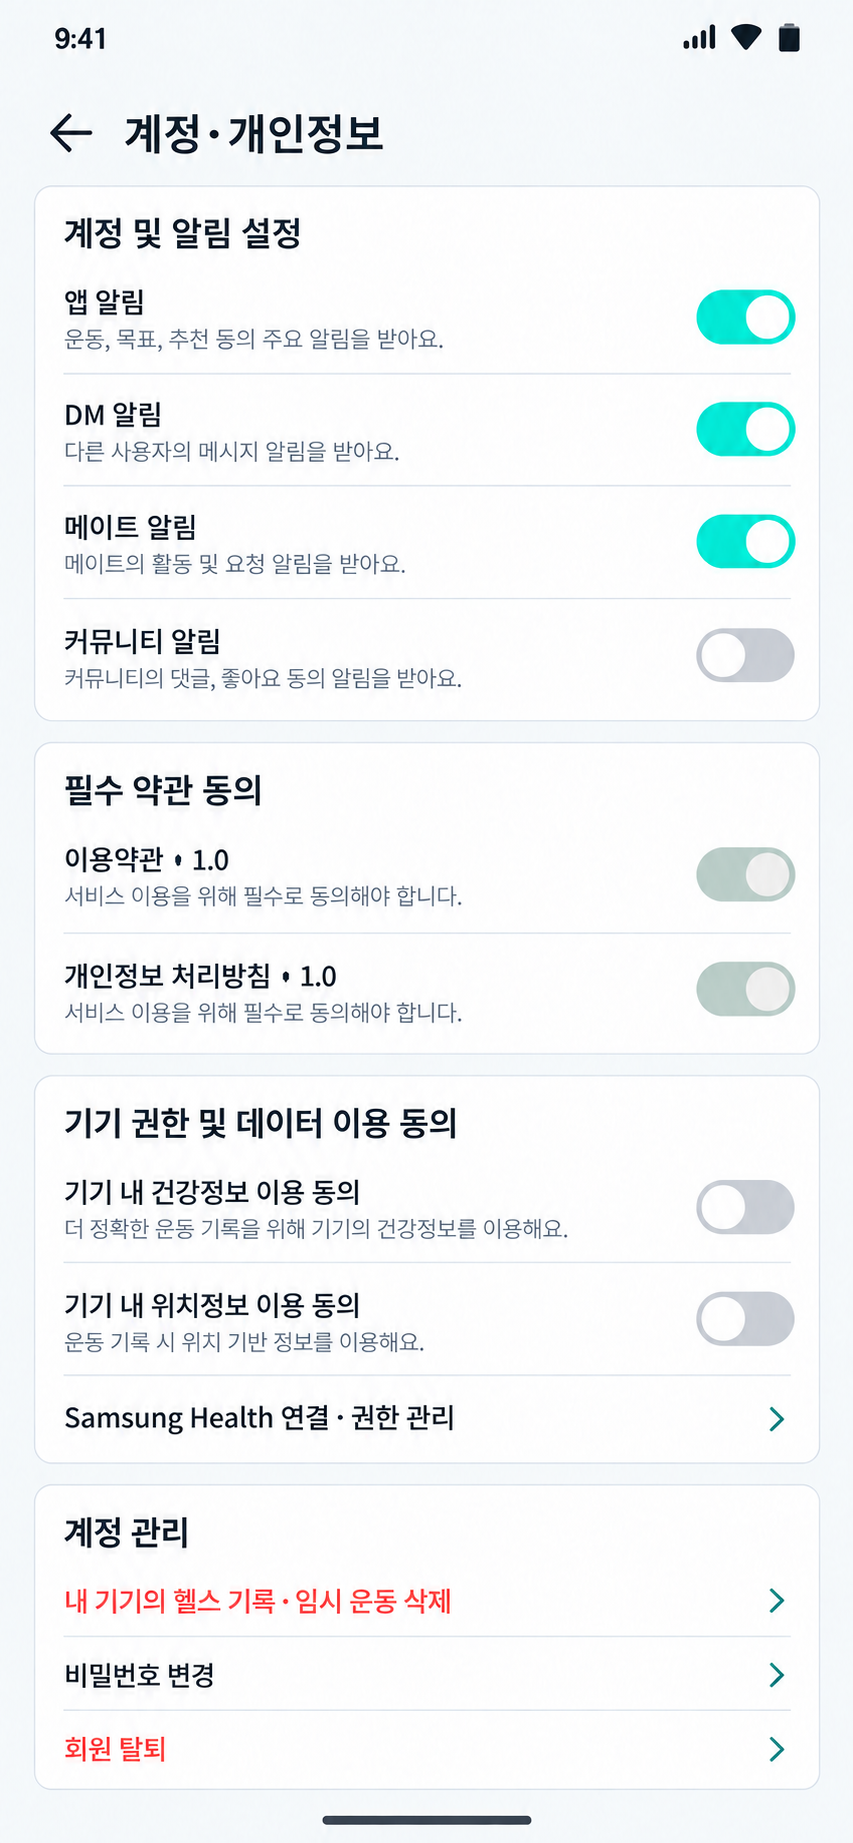 9:41
계정 · 개인정보
계정 및 알림 설정
앱 알림
운동, 목표, 추천 동의 주요 알림을 받아요.
DM 알림
다른 사용자의 메시지 알림을 받아요.
메이트 알림
메이트의 활동 및 요청 알림을 받아요.
커뮤니티 알림
커뮤니티의 댓글, 좋아요 동의 알림을 받아요.
필수 약관 동의
이용약관 • 1.0
서비스 이용을 위해 필수로 동의해야 합니다.
개인정보 처리방침 • 1.0
서비스 이용을 위해 필수로 동의해야 합니다.
기기 권한 및 데이터 이용 동의
기기 내 건강정보 이용 동의
더 정확한 운동 기록을 위해 기기의 건강정보를 이용해요.
기기 내 위치정보 이용 동의
운동 기록 시 위치 기반 정보를 이용해요.
Samsung Health 연결 · 권한 관리
계정 관리
내 기기의 헬스 기록 · 임시 운동 삭제
비밀번호 변경
회원 탈퇴